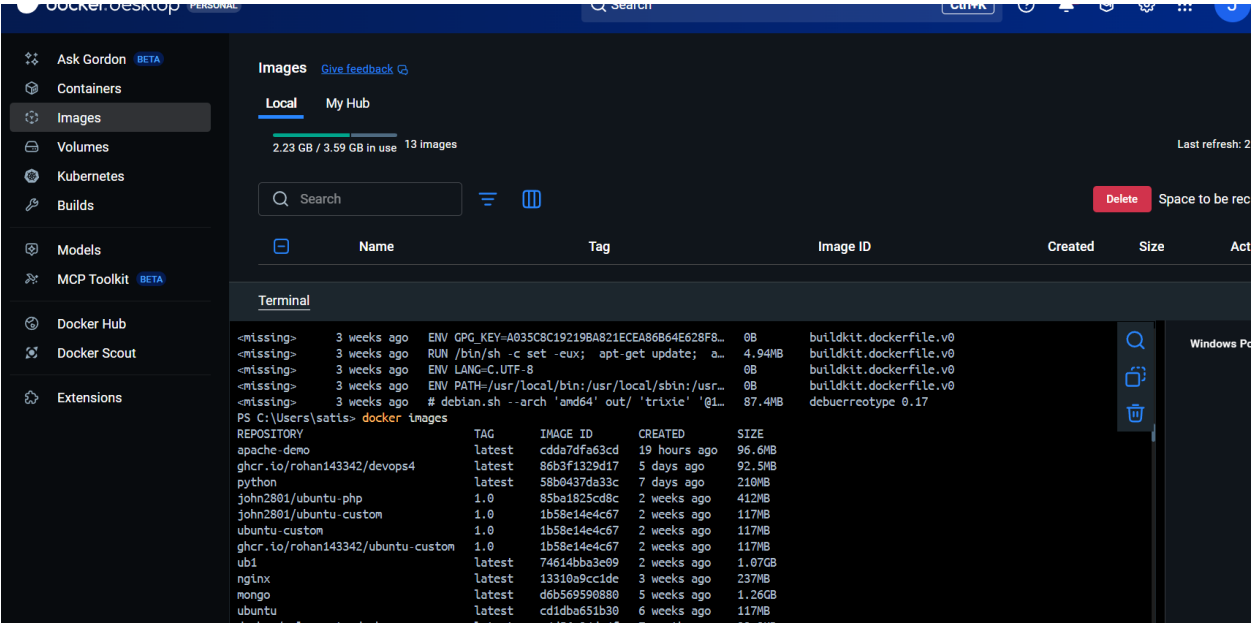 docker.desktop PERSONAL
Search
Ctrl+K
J
Ask Gordon BETA
Containers
Images
Volumes
Kubernetes
Builds
Models
MCP Toolkit BETA
Docker Hub
Docker Scout
Extensions
Images Give feedback
Local My Hub
2.23 GB / 3.59 GB in use 13 images
Last refresh: 2
Search
Delete Space to be rec
Name Tag Image ID Created Size Act
Terminal
<missing> 3 weeks ago ENV GPG_KEY=A035C8C19219BA821ECEA86B64E628F8… 0B buildkit.dockerfile.v0
<missing> 3 weeks ago RUN /bin/sh -c set -eux; apt-get update; a… 4.94MB buildkit.dockerfile.v0
<missing> 3 weeks ago ENV LANG=C.UTF-8 0B buildkit.dockerfile.v0
<missing> 3 weeks ago ENV PATH=/usr/local/bin:/usr/local/sbin:/usr… 0B buildkit.dockerfile.v0
<missing> 3 weeks ago # debian.sh --arch 'amd64' out/ 'trixie' '@1… 87.4MB debuerreotype 0.17
PS C:\Users\satis> docker images
REPOSITORY TAG IMAGE ID CREATED SIZE
apache-demo latest cdda7dfa63cd 19 hours ago 96.6MB
ghcr.io/rohan143342/devops4 latest 86b3f1329d17 5 days ago 92.5MB
python latest 58b0437da33c 7 days ago 210MB
john2801/ubuntu-php 1.0 85ba1825cd8c 2 weeks ago 412MB
john2801/ubuntu-custom 1.0 1b58e14e4c67 2 weeks ago 117MB
ubuntu-custom 1.0 1b58e14e4c67 2 weeks ago 117MB
ghcr.io/rohan143342/ubuntu-custom 1.0 1b58e14e4c67 2 weeks ago 117MB
ub1 latest 74614bba3e09 2 weeks ago 1.07GB
nginx latest 13310a9cc1de 3 weeks ago 237MB
mongo latest d6b569590880 5 weeks ago 1.26GB
ubuntu latest cd1dba651b30 6 weeks ago 117MB
Windows Po